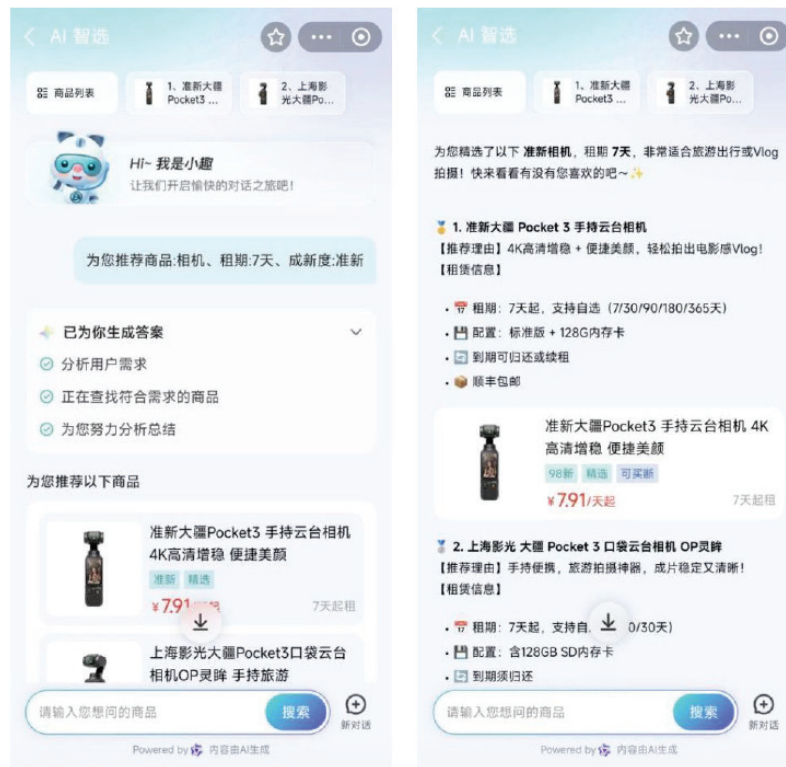 AI 智选
商品列表
1、准新大疆
Pocket3 ...
2、上海影
光大疆Po...
Hi~ 我是小趣
让我们开启愉快的对话之旅吧!
为您推荐商品:相机、租期:7天、成新度:准新
已为你生成答案
分析用户需求
正在查找符合需求的商品
为您努力分析总结
为您推荐以下商品
准新大疆Pocket3 手持云台相机
4K高清增稳 便捷美颜
准新 精选
¥7.91
7天起租
上海影光大疆Pocket3口袋云台
相机OP灵眸 手持旅游
请输入您想问的商品
搜索
新对话
Powered by 内容由AI生成
AI 智选
商品列表
1、准新大疆
Pocket3 ...
2、上海影
光大疆Po...
为您精选了以下 准新相机，租期 7天，非常适合旅游出行或Vlog
拍摄！快来看看有没有您喜欢的吧～✨
🥇 1. 准新大疆 Pocket 3 手持云台相机
【推荐理由】4K高清增稳 + 便捷美颜，轻松拍出电影感Vlog！
【租赁信息】
• 📅 租期：7天起，支持自选（7/30/90/180/365天）
• 💾 配置：标准版 + 128G内存卡
• 🔄 到期可归还或续租
• 📦 顺丰包邮
准新大疆Pocket3 手持云台相机 4K
高清增稳 便捷美颜
98新 精选 可买断
¥7.91/天起
7天起租
🥈 2. 上海影光 大疆 Pocket 3 口袋云台相机 OP灵眸
【推荐理由】手持便携，旅游拍摄神器，成片稳定又清晰！
【租赁信息】
• 📅 租期：7天起，支持自 0/30天）
• 💾 配置：含128GB SD内存卡
• 🔄 到期须归还
请输入您想问的商品
搜索
新对话
Powered by 内容由AI生成